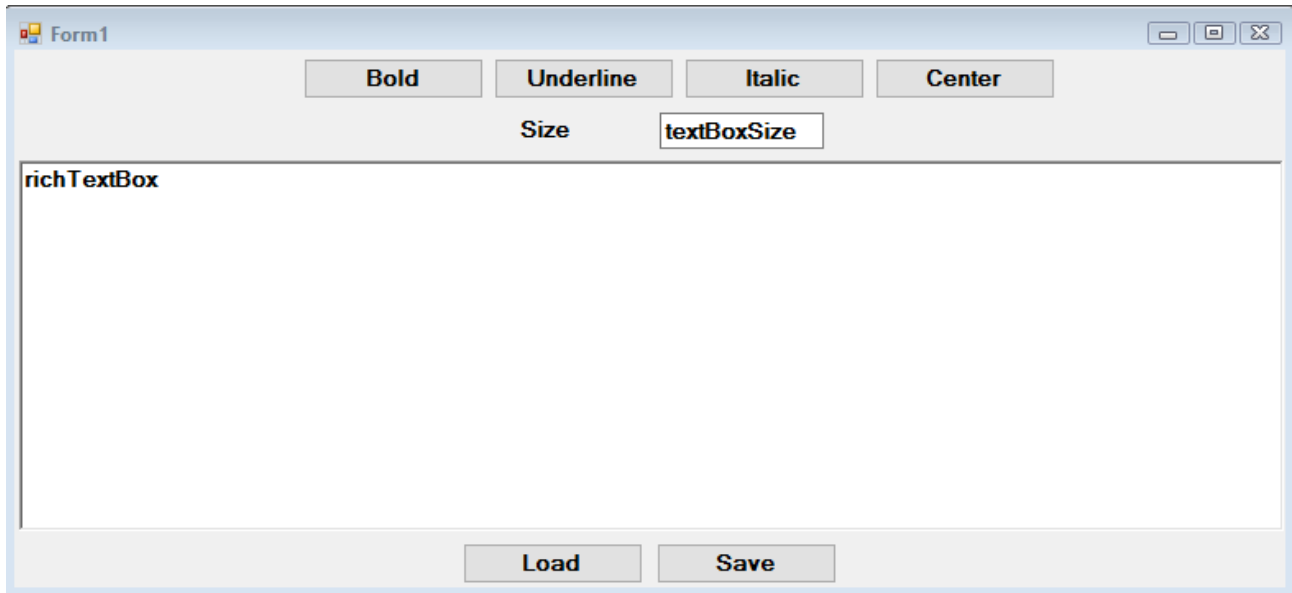 Form1
Bold Underline Italic Center
Size textBoxSize
richTextBox
Load Save